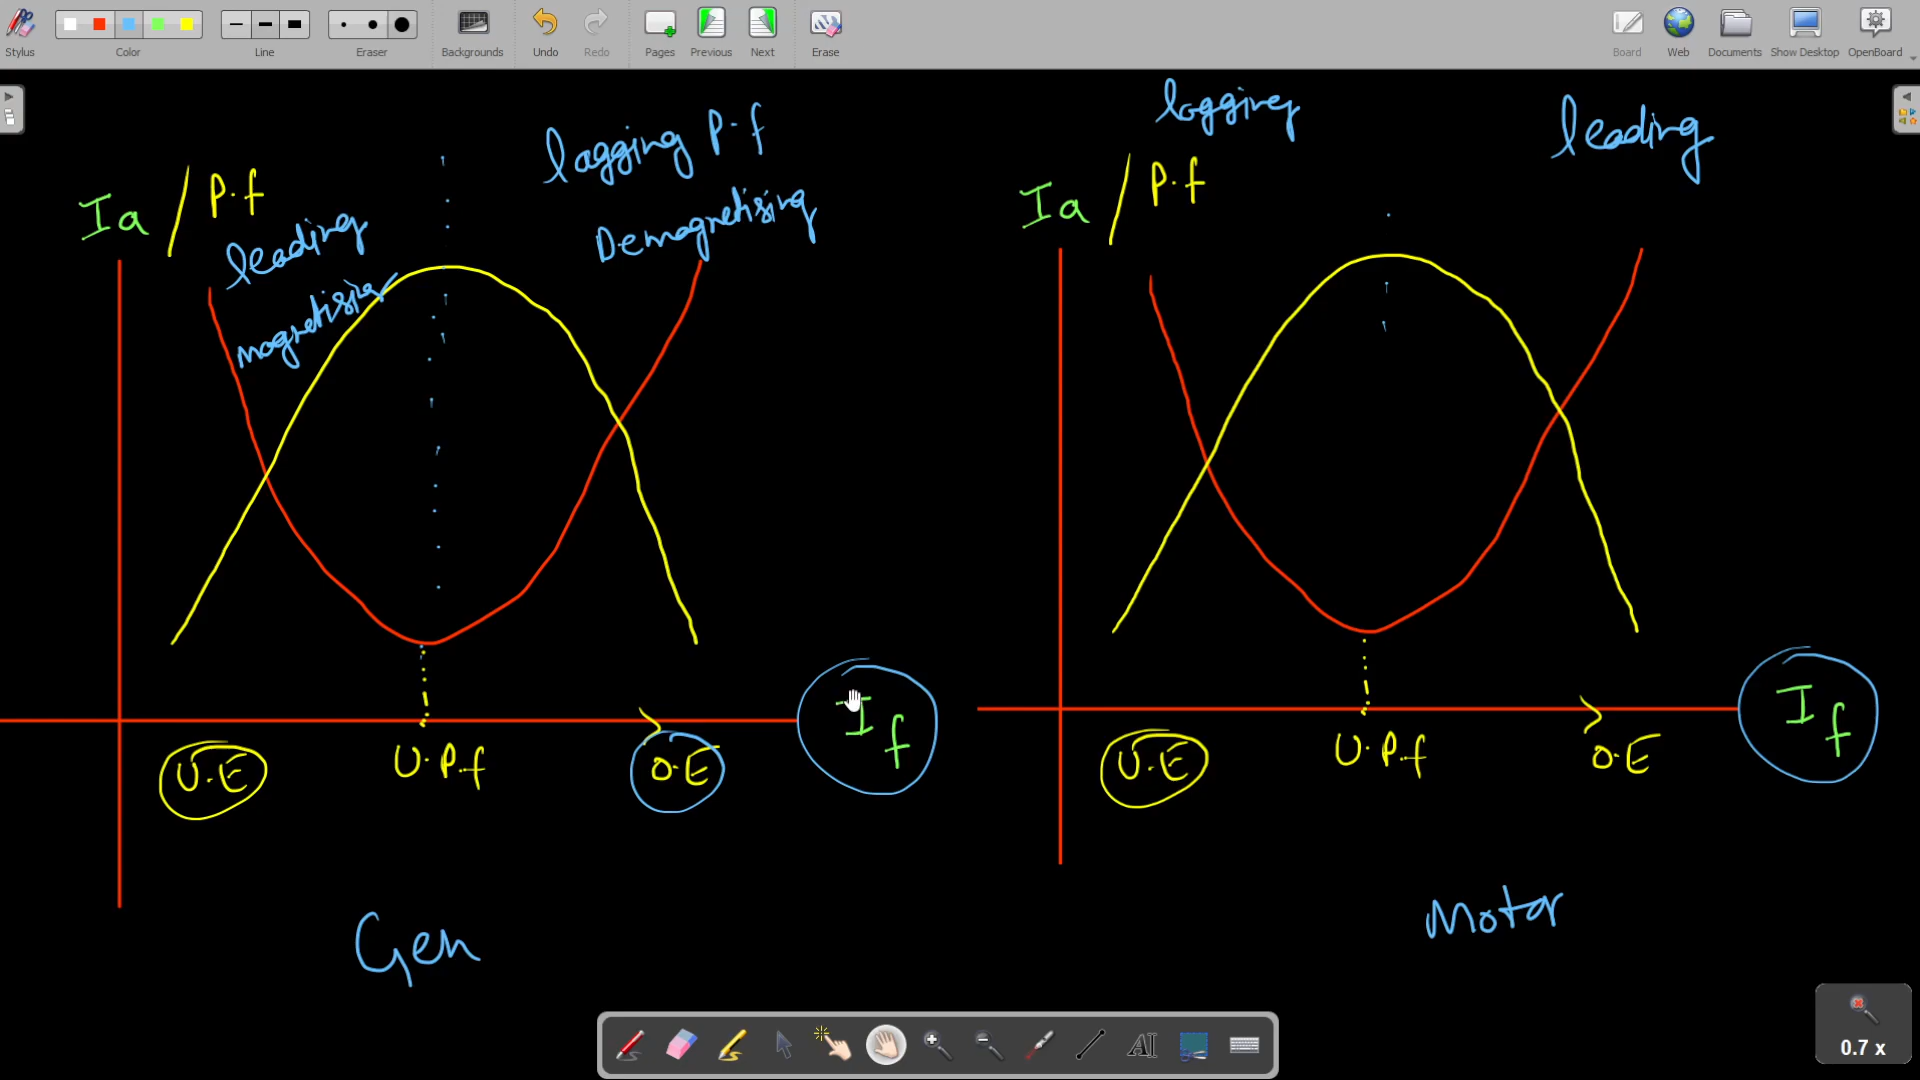 Stylus
Color
Line
Eraser
Backgrounds
Undo
Redo
Pages
Previous
Next
Erase
Board
Web
Documents
Show Desktop
OpenBoard
Ia / P.f
leading
magnetising
lagging P.f
Demagnetising
U.E
U.P.f
O.E
If
Gen
lagging
leading
Ia / P.f
U.E
U.P.f
O.E
If
Motor
AI
0.7 x